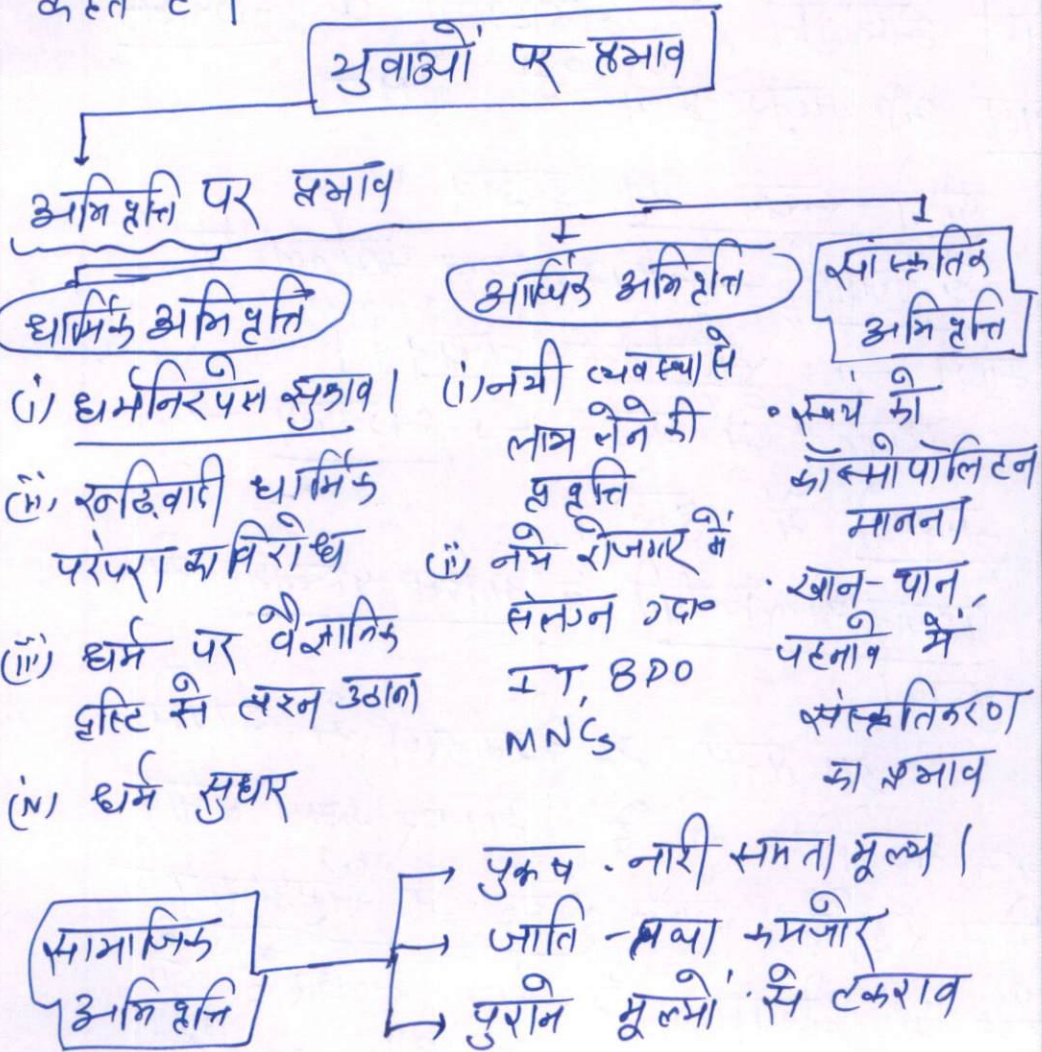 कहते हैं।
युवाओं पर प्रभाव
अभिवृत्ति पर प्रभाव
धार्मिक अभिवृत्ति
(i) धर्मनिरपेक्ष झुकाव।
(ii) रूढ़िवादी धार्मिक
परंपरा का विरोध
(iii) धर्म पर वैज्ञानिक
दृष्टि से प्रश्न उठाना
(iv) धर्म सुधार
आर्थिक अभिवृत्ति
(i) नयी व्यवस्था से
लाभ लेने की
प्रवृत्ति
(ii) नये रोजगार में
संलग्न उदा०
IT, BPO
MNCs
सांस्कृतिक
अभिवृत्ति
• स्वयं को
कॉस्मोपोलिटन
मानना
• खान-पान,
पहनावे में
संस्कृतिकरण
का प्रभाव
सामाजिक
अभिवृत्ति
पुरुष - नारी समता मूल्य।
जाति-प्रथा कमजोर
पुराने मूल्यों से टकराव